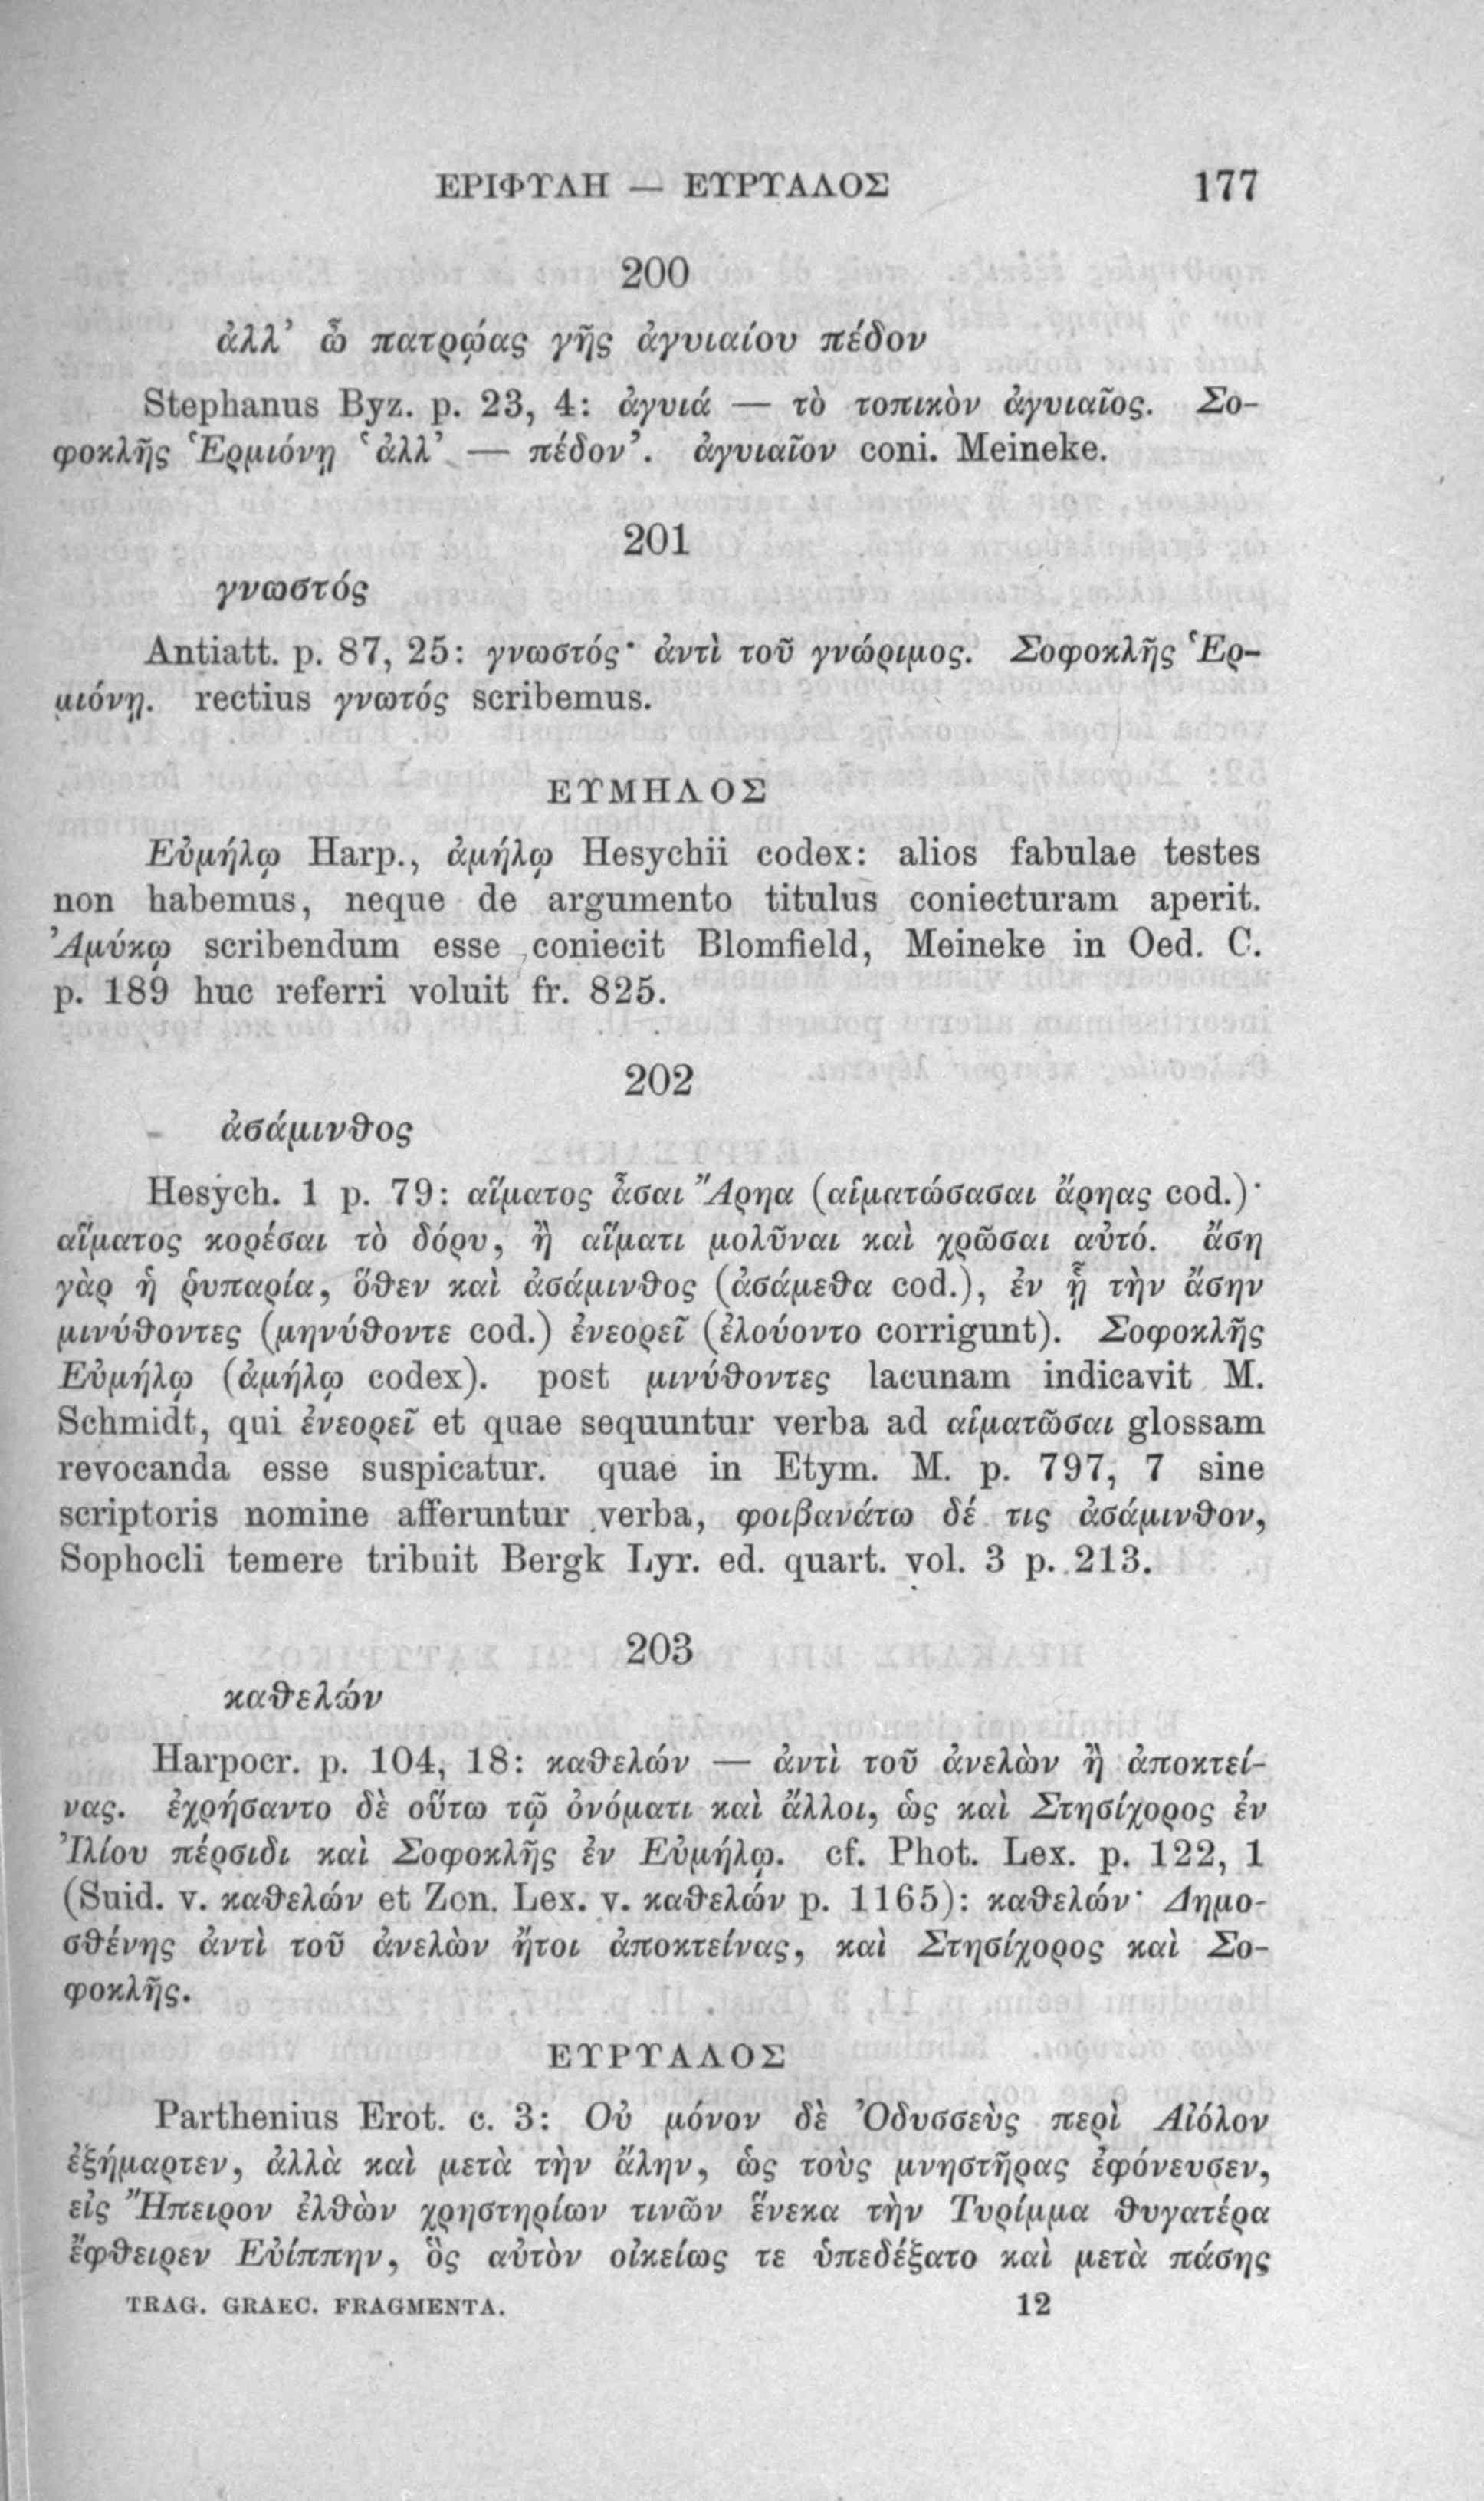 ΕΡΙΦΥΛΗ — ΕΥΡΥΑΛΟΣ 177
200
ἀλλ’ ὦ πατρῴας γῆς ἀγυιαίου πέδον
Stephanus Byz. p. 23, 4: ἀγυιά — τὸ τοπικὸν ἀγυιαῖος. Σο-
φοκλῆς Ἑρμιόνῃ ‘ἀλλ’ — πέδον’. ἀγυιαῖον coni. Meineke.
201
γνωστός
Antiatt. p. 87, 25: γνωστός· ἀντὶ τοῦ γνώριμος. Σοφοκλῆς Ἑρ-
μιόνῃ. rectius γνωτός scribemus.
ΕΥΜΗΛΟΣ
Εὐμήλῳ Harp., ἀμήλῳ Hesychii codex: alios fabulae testes
non habemus, neque de argumento titulus coniecturam aperit.
Ἀμύκῳ scribendum esse coniecit Blomfield, Meineke in Oed. C.
p. 189 huc referri voluit fr. 825.
202
ἀσάμινθος
Hesych. 1 p. 79: αἵματος ἆσαι Ἄρηα (αἱματώσασαι ἄρηας cod.)·
αἵματος κορέσαι τὸ δόρυ, ἢ αἵματι μολῦναι καὶ χρῶσαι αὐτό. ἄση
γὰρ ἡ ῥυπαρία, ὅθεν καὶ ἀσάμινθος (ἀσάμεθα cod.), ἐν ᾗ τὴν ἄσην
μινύθοντες (μηνύθοντε cod.) ἐνεορεῖ (ἐλούοντο corrigunt). Σοφοκλῆς
Εὐμήλῳ (ἀμήλῳ codex). post μινύθοντες lacunam indicavit M.
Schmidt, qui ἐνεορεῖ et quae sequuntur verba ad αἱματῶσαι glossam
revocanda esse suspicatur. quae in Etym. M. p. 797, 7 sine
scriptoris nomine afferuntur verba, φοιβανάτω δέ τις ἀσάμινθον,
Sophocli temere tribuit Bergk Lyr. ed. quart. vol. 3 p. 213.
203
καθελών
Harpocr. p. 104, 18: καθελών — ἀντὶ τοῦ ἀνελὼν ἢ ἀποκτεί-
νας. ἐχρήσαντο δὲ οὕτω τῷ ὀνόματι καὶ ἄλλοι, ὡς καὶ Στησίχορος ἐν
Ἰλίου πέρσιδι καὶ Σοφοκλῆς ἐν Εὐμήλῳ. cf. Phot. Lex. p. 122, 1
(Suid. v. καθελών et Zon. Lex. v. καθελών p. 1165): καθελών· Δημο-
σθένης ἀντὶ τοῦ ἀνελὼν ἤτοι ἀποκτείνας, καὶ Στησίχορος καὶ Σο-
φοκλῆς.
ΕΥΡΥΑΛΟΣ
Parthenius Erot. c. 3: Οὐ μόνον δὲ Ὀδυσσεὺς περὶ Αἰόλον
ἐξήμαρτεν, ἀλλὰ καὶ μετὰ τὴν ἄλην, ὡς τοὺς μνηστῆρας ἐφόνευσεν,
εἰς Ἤπειρον ἐλθὼν χρηστηρίων τινῶν ἕνεκα τὴν Τυρίμμα θυγατέρα
ἔφθειρεν Εὐίππην, ὃς αὐτὸν οἰκείως τε ὑπεδέξατο καὶ μετὰ πάσης
TRAG. GRAEC. FRAGMENTA. 12